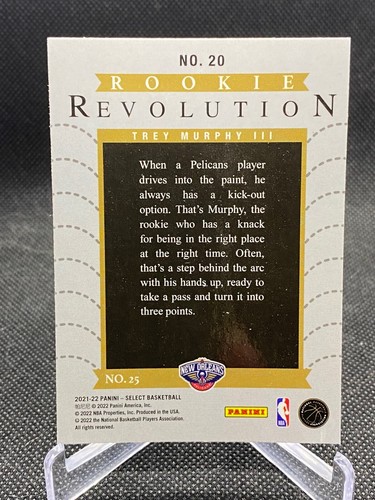 NO. 20
ROOKIE
REVOLUTION
TREY MURPHY III
When a Pelicans player
drives into the paint, he
always has a kick-out
option. That's Murphy, the
rookie who has a knack
for being in the right place
at the right time. Often,
that's a step behind the arc
with his hands up, ready to
take a pass and turn it into
three points.
NEW ORLEANS
NO. 25
2021-22 PANINI – SELECT BASKETBALL
© 2022 Panini America, Inc.
© 2022 NBA Properties, Inc. Produced in the USA.
© 2022 the National Basketball Players Association.
All rights reserved.
PANINI
NBA